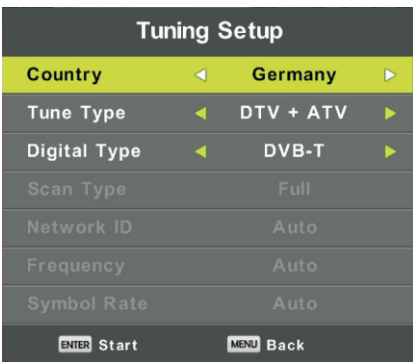 Tuning Setup
Country Germany
Tune Type DTV + ATV
Digital Type DVB-T
Scan Type Full
Network ID Auto
Frequency Auto
Symbol Rate Auto
ENTER Start MENU Back